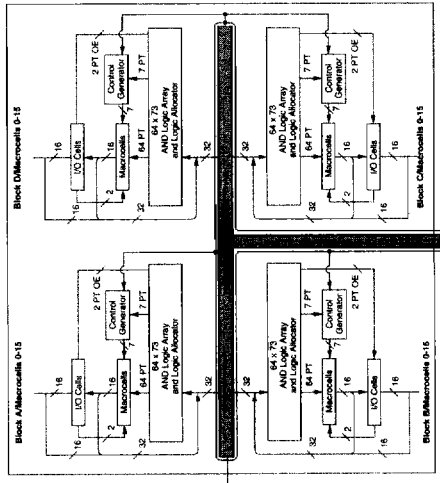 Block D/Macrocells 0-15
16
I/O Cells
16
2
Macrocells
16
7
Control
Generator
2 PT OE
7 PT
64 PT
32
64 x 73
AND Logic Array
and Logic Allocator
32
Block C/Macrocells 0-15
16
I/O Cells
16
2
Macrocells
16
7
Control
Generator
2 PT OE
7 PT
64 PT
32
64 x 73
AND Logic Array
and Logic Allocator
32
Block A/Macrocells 0-15
16
I/O Cells
16
2
Macrocells
16
7
Control
Generator
2 PT OE
7 PT
64 PT
32
64 x 73
AND Logic Array
and Logic Allocator
32
Block B/Macrocells 0-15
16
I/O Cells
16
2
Macrocells
16
7
Control
Generator
2 PT OE
7 PT
64 PT
32
64 x 73
AND Logic Array
and Logic Allocator
32